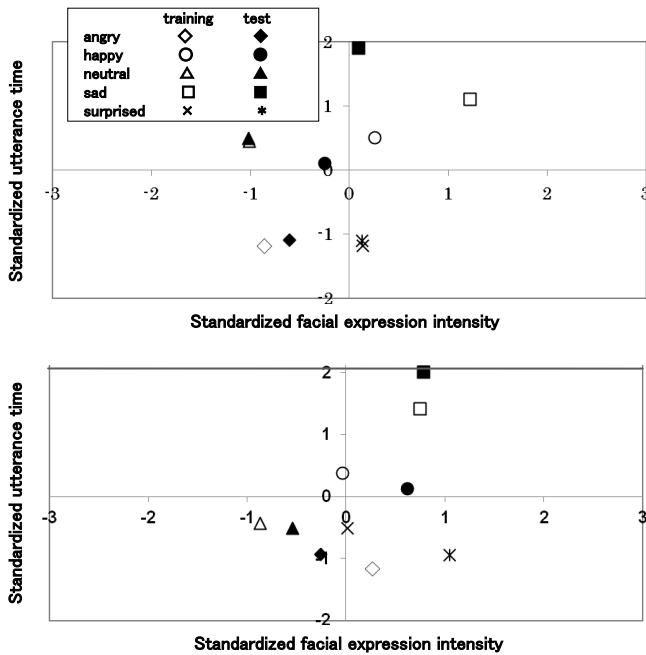 training test
angry
happy
neutral
sad
surprised
Standardized utterance time
2
1
0
-1
-2
-3 -2 -1 0 1 2 3
Standardized facial expression intensity
Standardized utterance time
2
1
0
-1
-2
-3 -2 -1 0 1 2 3
Standardized facial expression intensity